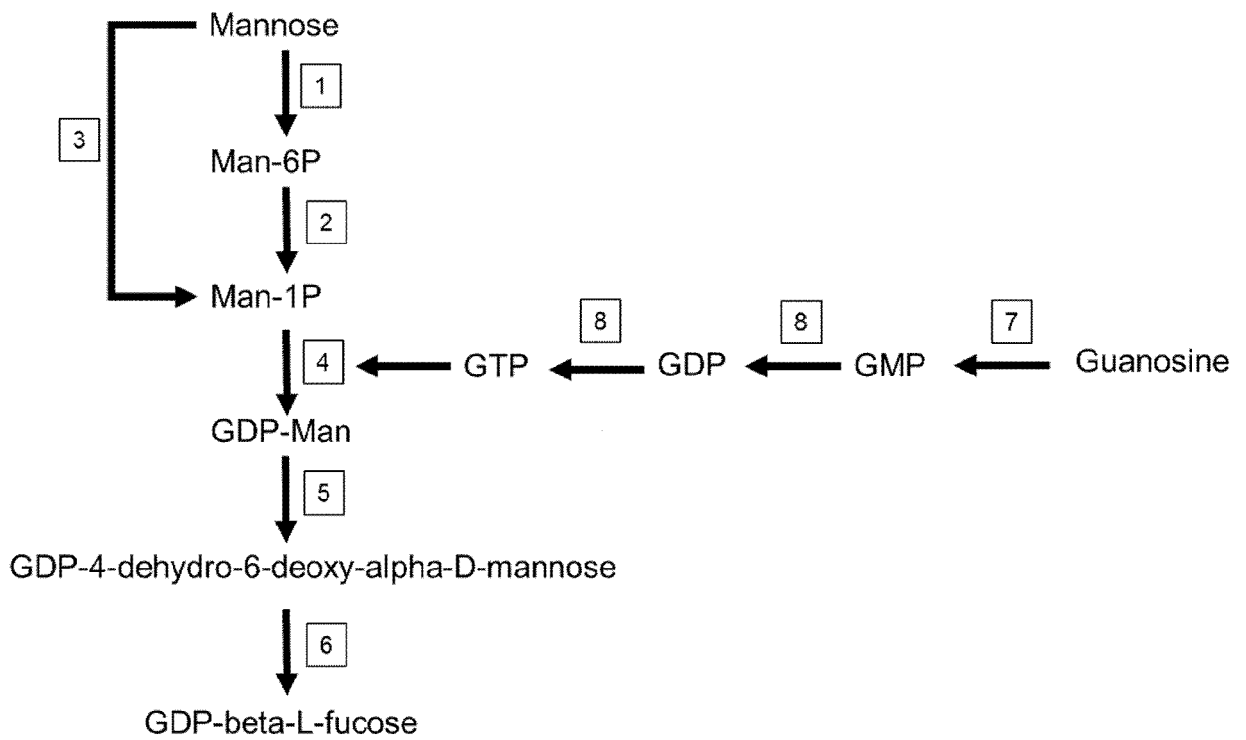 Mannose
1
3
Man-6P
2
Man-1P
8
8
7
4
GTP
GDP
GMP
Guanosine
GDP-Man
5
GDP-4-dehydro-6-deoxy-alpha-D-mannose
6
GDP-beta-L-fucose